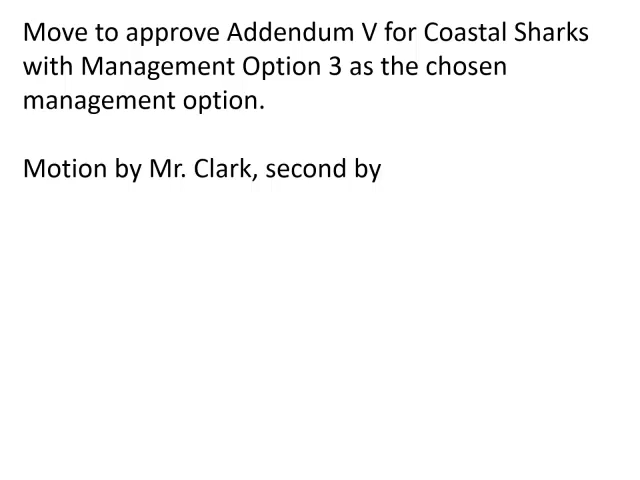 Move to approve Addendum V for Coastal Sharks
with Management Option 3 as the chosen
management option.
Motion by Mr. Clark, second by